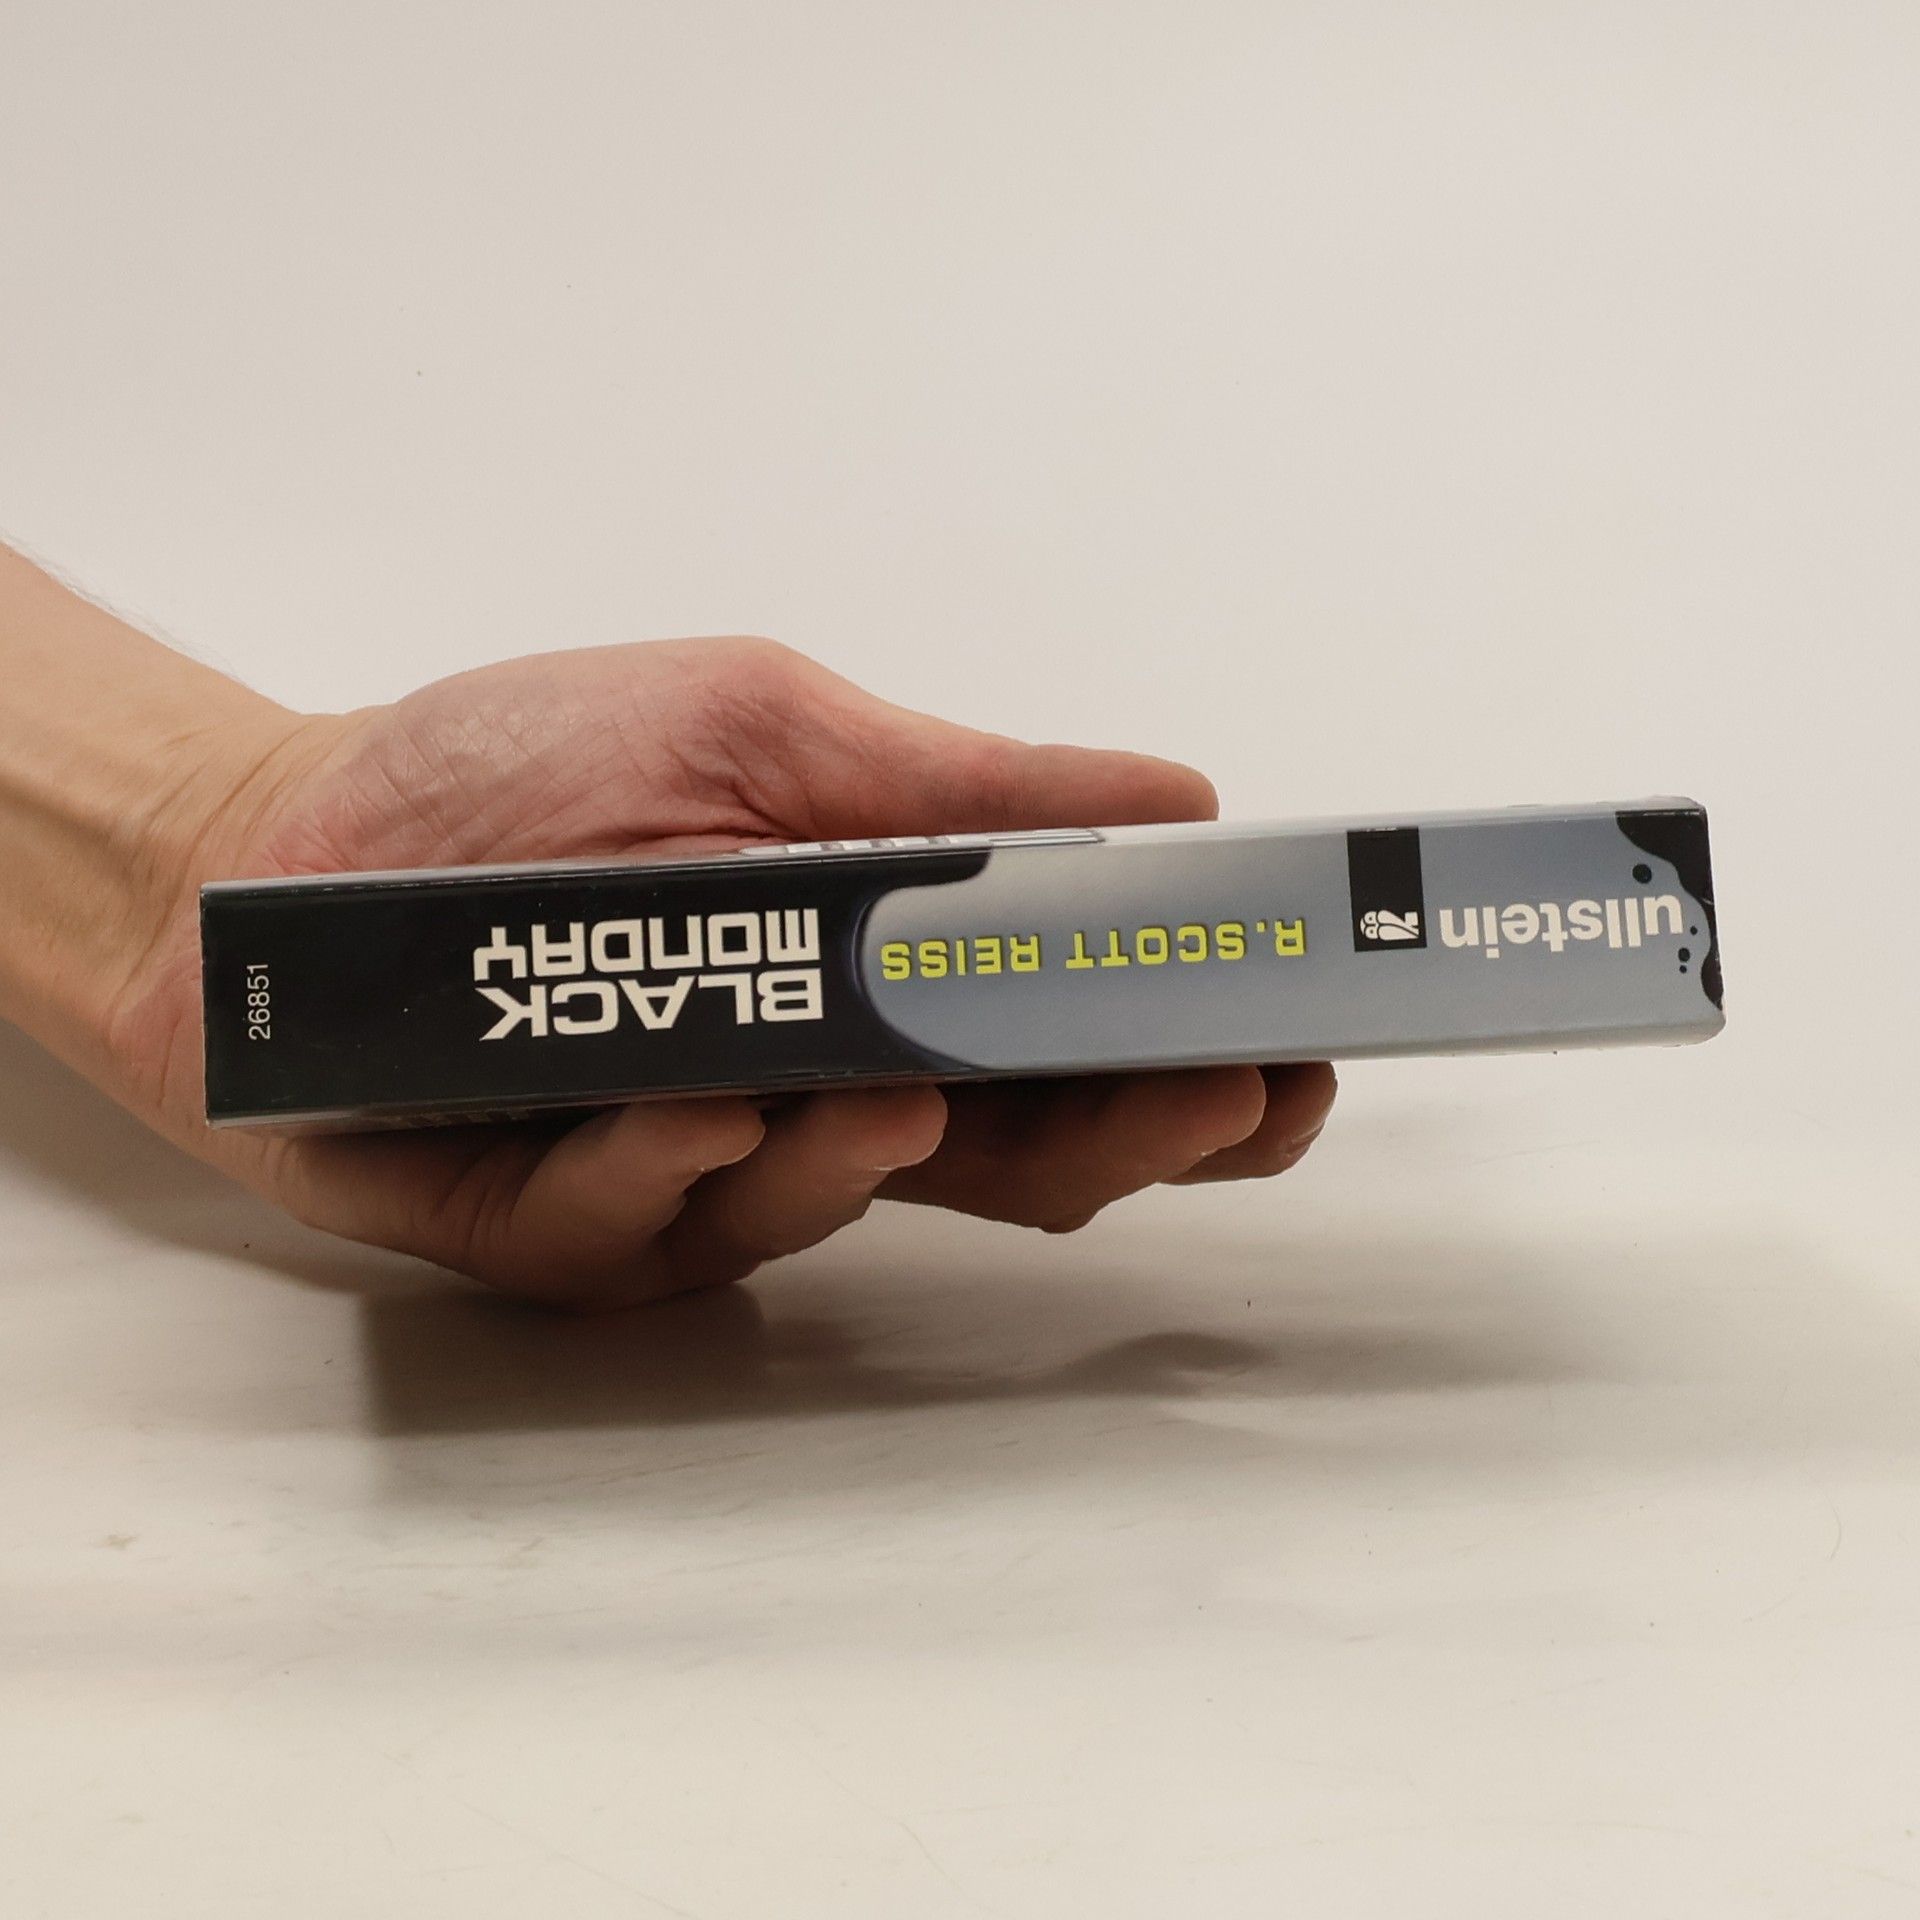 ullstein
R. SCOTT REISS
BLACK
MONDAY
26851